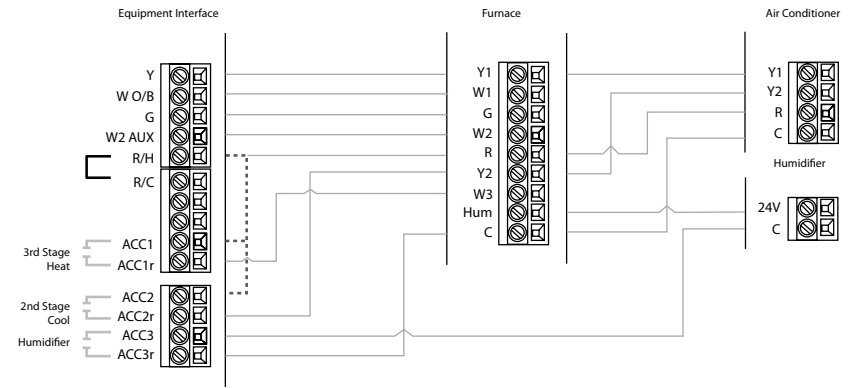 Equipment Interface
Furnace
Air Conditioner
Y
W O/B
G
W2 AUX
R/H
R/C
3rd Stage
Heat
ACC1
ACC1r
2nd Stage
Cool
ACC2
ACC2r
Humidifier
ACC3
ACC3r
Y1
W1
G
W2
R
Y2
W3
Hum
C
Y1
Y2
R
C
Humidifier
24V
C